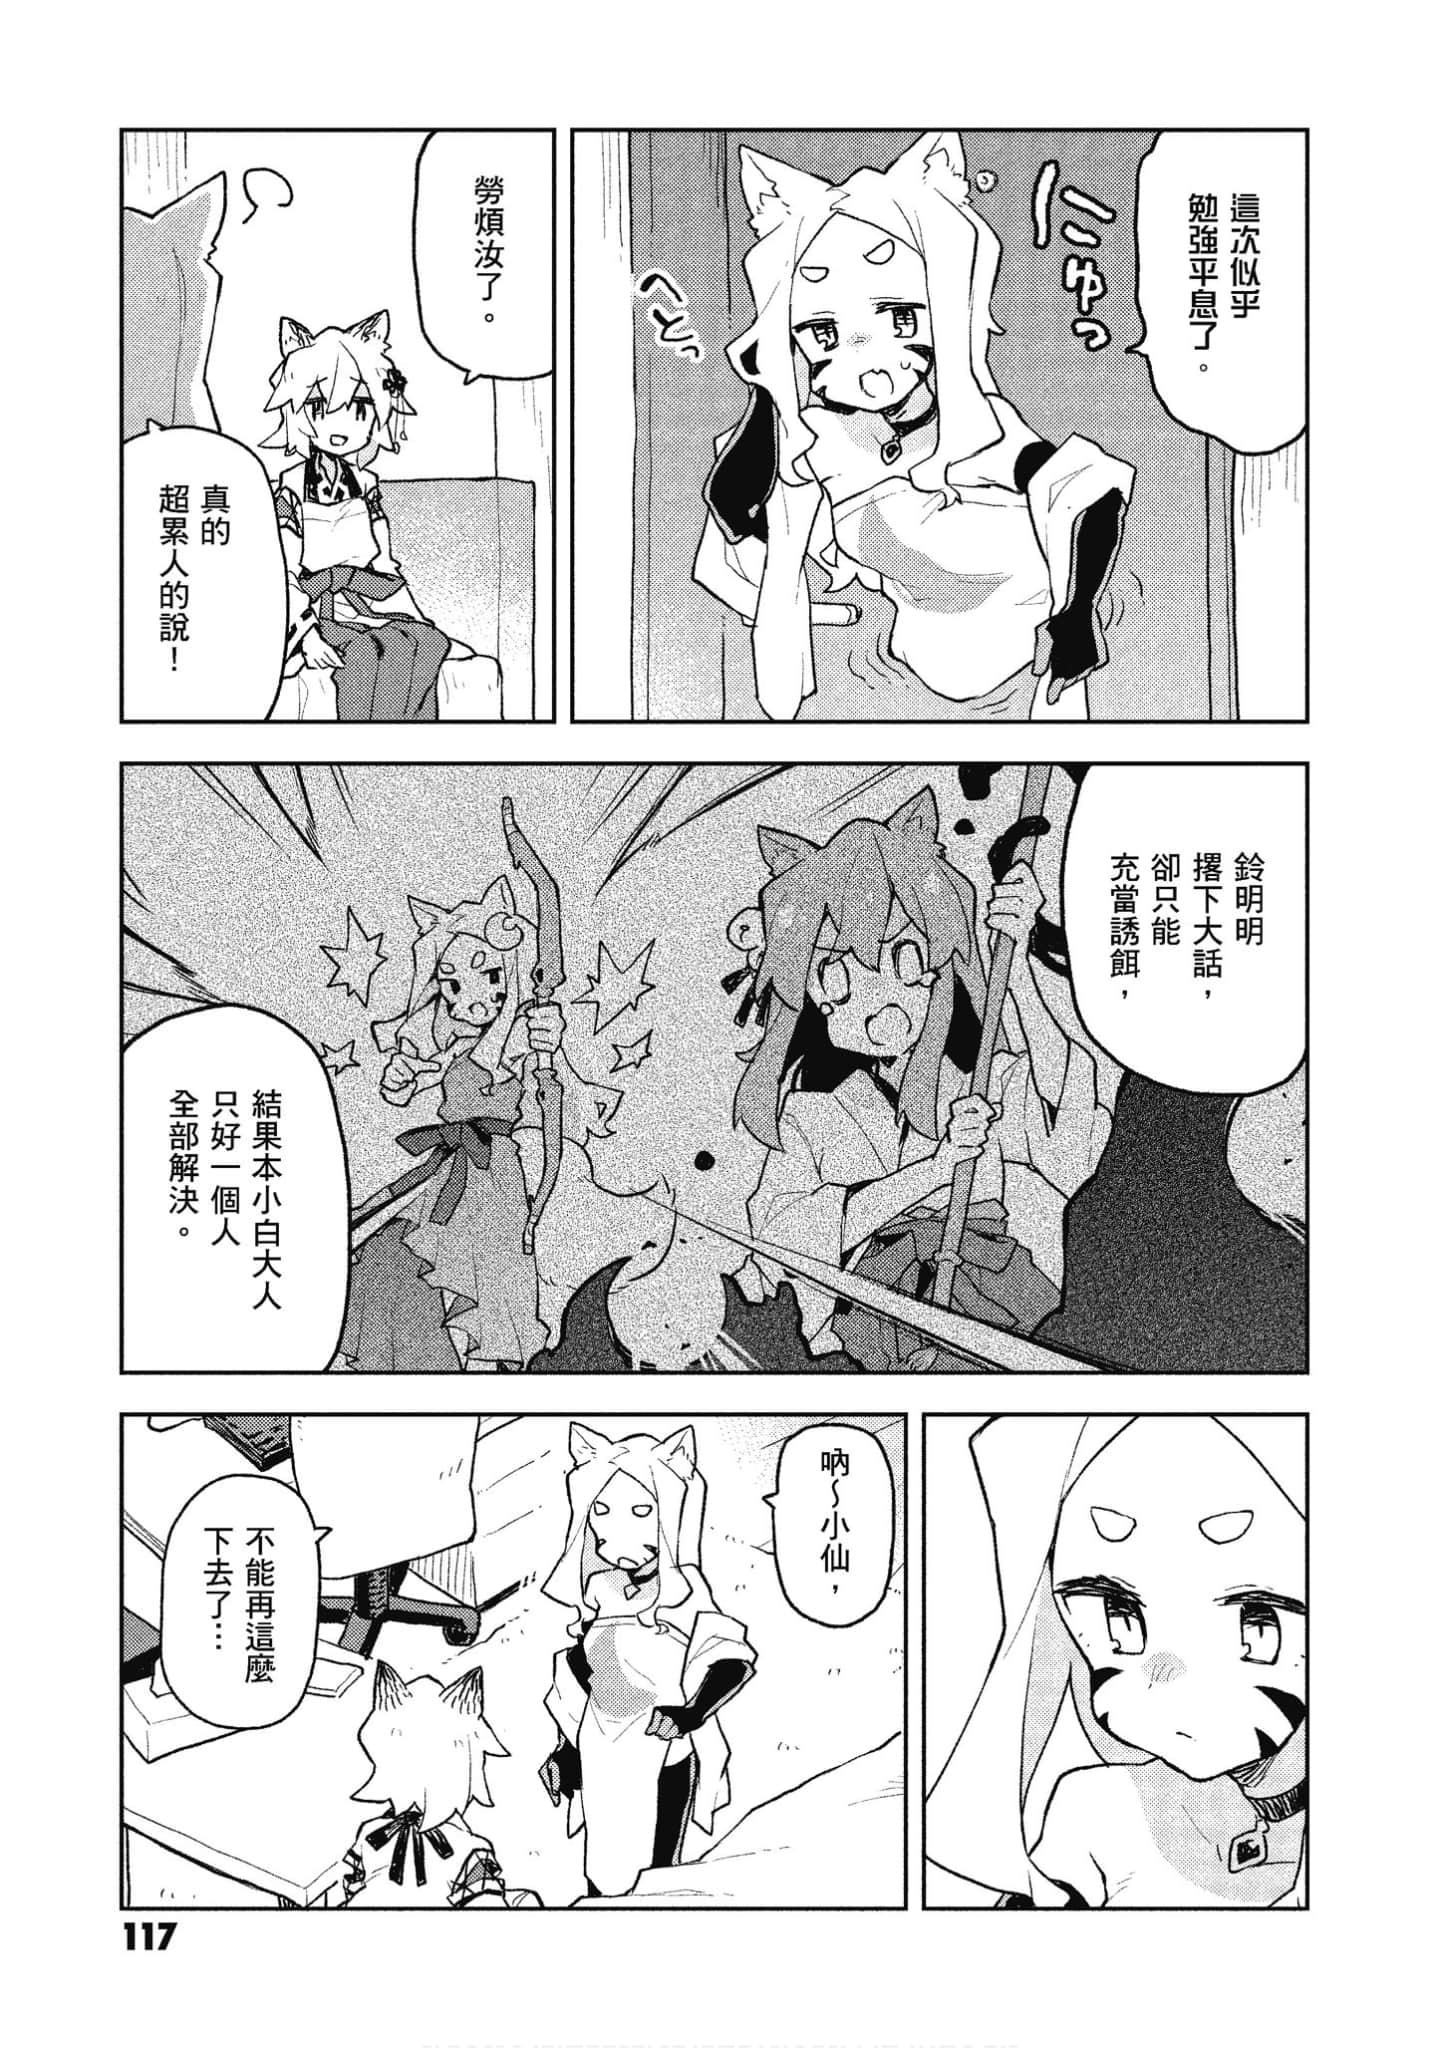 這次似乎
勉強平息了。
にゅっ
へとっ
勞煩汝了。
真的
超累人的說！
鈴明明
撂下大話，
卻只能
充當誘餌，
結果本小白大人
只好一個人
全部解決。
吶～小仙，
不能再這麼
下去了…
117